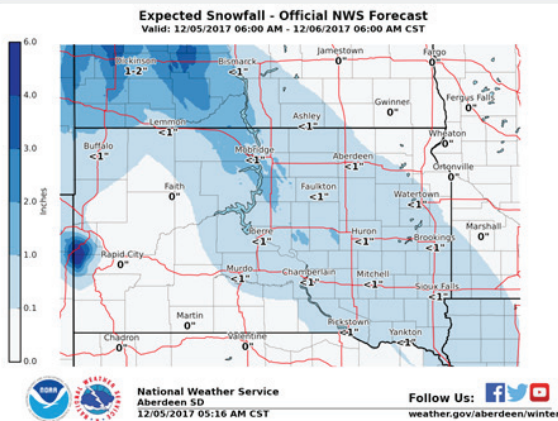 Expected Snowfall - Official NWS Forecast
Valid: 12/05/2017 06:00 AM - 12/06/2017 06:00 AM CST
6.0
4.0
3.0
2.0
1.0
0.1
0.0
Inches
Dickinson
1-2"
Bismarck
<1"
Jamestown
0"
Fargo
0"
Gwinner
0"
Fergus Falls
0"
Lemmon
<1"
Ashley
<1"
Wheaton
0"
Buffalo
<1"
Mobridge
<1"
Aberdeen
<1"
Ortonville
0"
Faith
0"
Faulkton
<1"
Watertown
<1"
Pierre
<1"
Huron
<1"
Brookings
<1"
Marshall
0"
Rapid City
0"
Murdo
<1"
Chamberlain
<1"
Mitchell
<1"
Sioux Falls
<1"
Martin
0"
Pickstown
<1"
Yankton
<1"
Chadron
0"
Valentine
0"
NOAA
National Weather Service
Aberdeen SD
12/05/2017 05:16 AM CST
Follow Us:
weather.gov/aberdeen/winter